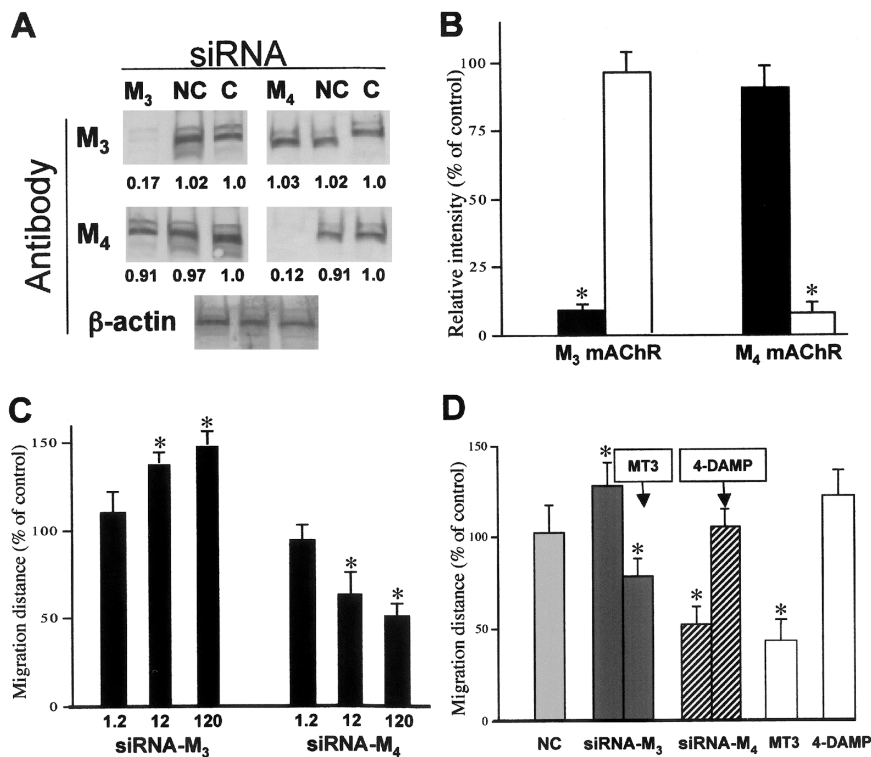 A
siRNA
M3 NC C M4 NC C
Antibody
M3
0.17 1.02 1.0 1.03 1.02 1.0
M4
0.91 0.97 1.0 0.12 0.91 1.0
β-actin
B
Relative intensity (% of control)
100
75
50
25
0
*
*
M3 mAChR
M4 mAChR
C
Migration distance (% of control)
150
100
50
0
* *
* *
1.2 12 120 1.2 12 120
siRNA-M3 siRNA-M4
D
Migration distance (% of control)
150
100
50
0
MT3 4-DAMP
*
*
*
*
NC siRNA-M3 siRNA-M4 MT3 4-DAMP